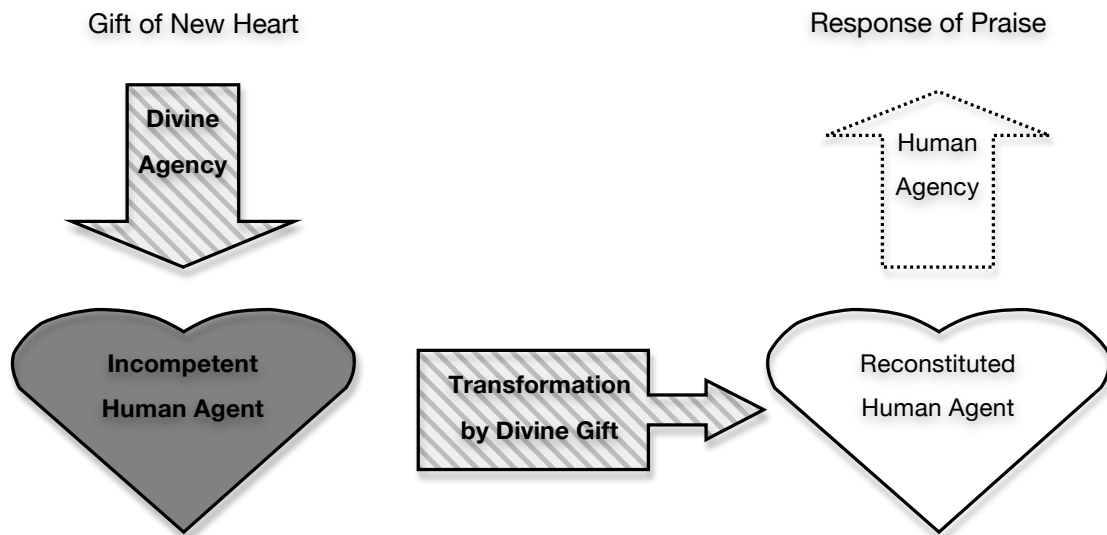 Gift of New Heart
Response of Praise
Divine
Agency
Human
Agency
Incompetent
Human Agent
Transformation
by Divine Gift
Reconstituted
Human Agent